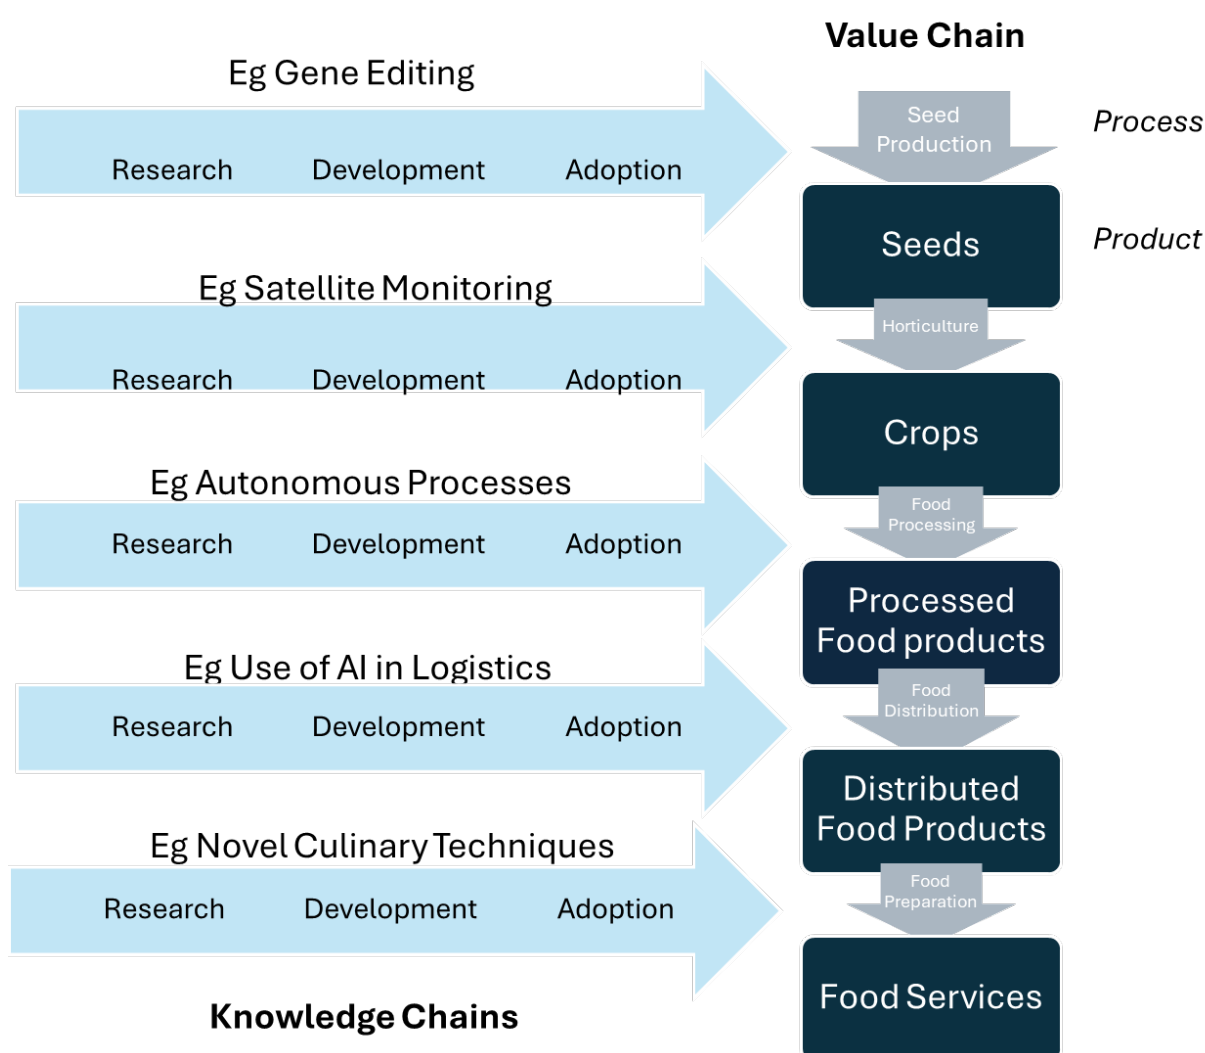 Value Chain
Eg Gene Editing
Seed
Production
Process
Research Development Adoption
Seeds
Product
Eg Satellite Monitoring
Horticulture
Research Development Adoption
Crops
Eg Autonomous Processes
Food
Processing
Research Development Adoption
Processed
Food products
Eg Use of AI in Logistics
Food
Distribution
Research Development Adoption
Distributed
Food Products
Eg Novel Culinary Techniques
Food
Preparation
Research Development Adoption
Food Services
Knowledge Chains